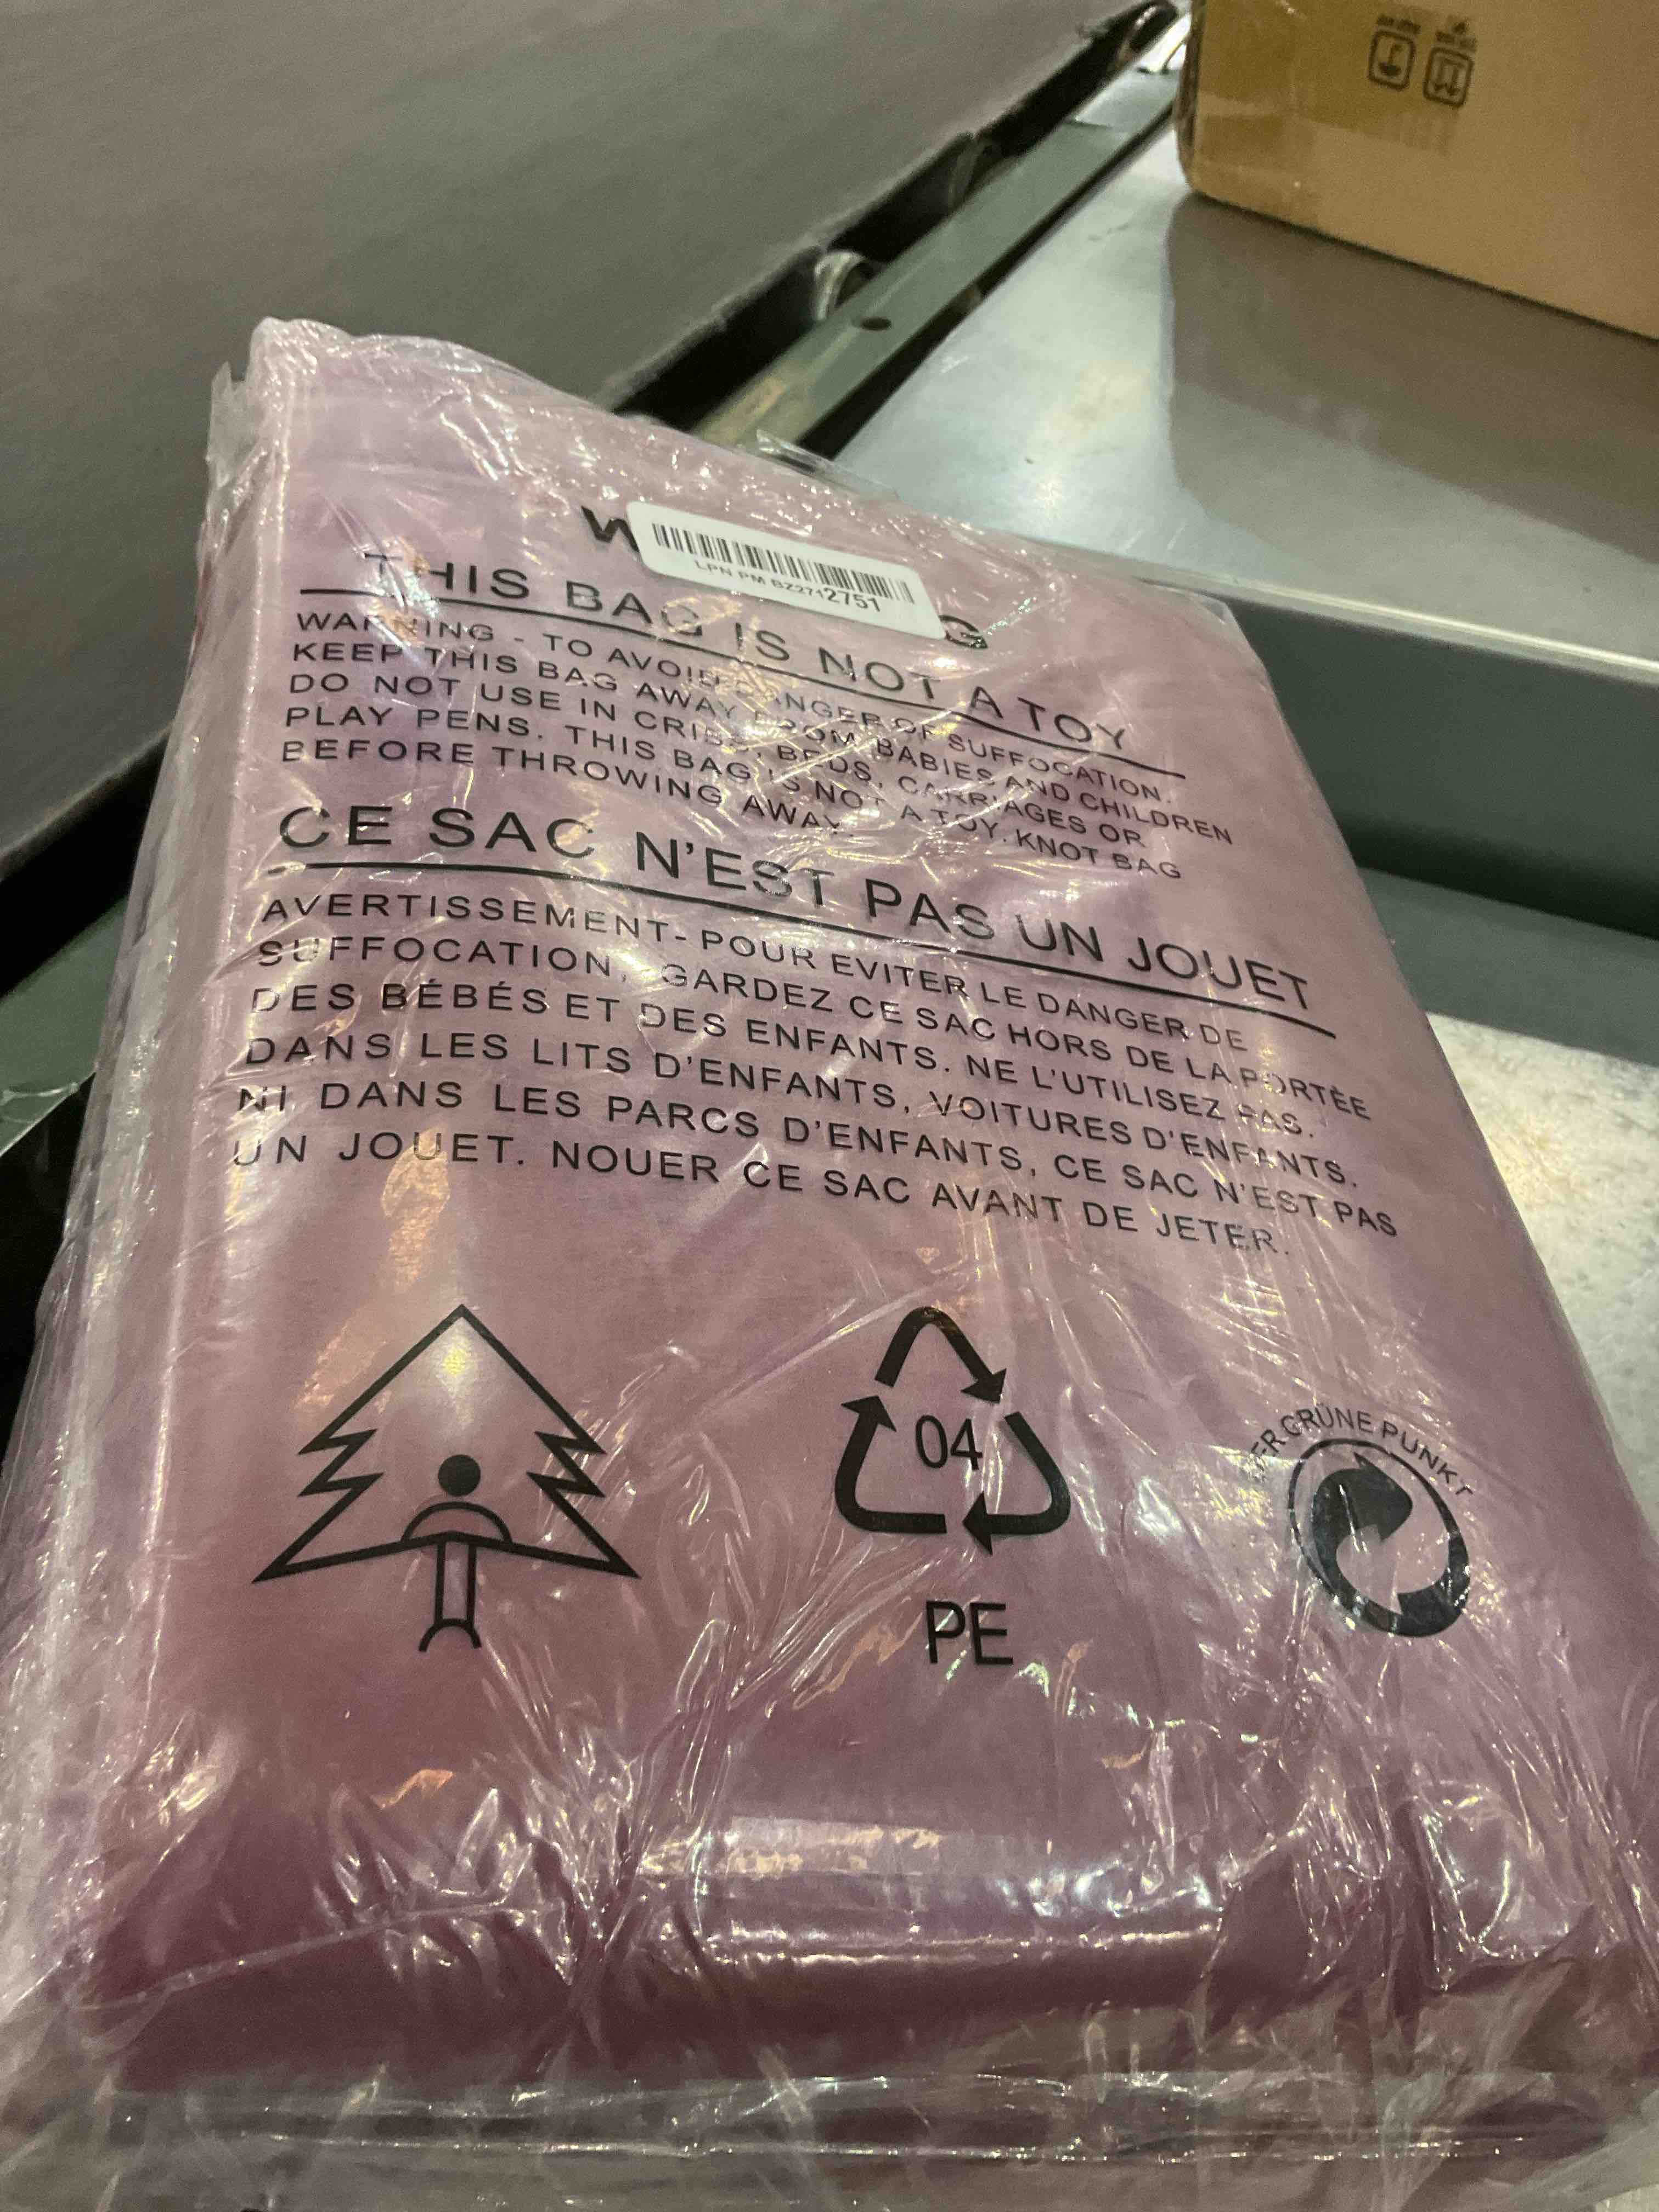 LPN PM BZ2712751
THIS BAG IS NOT A TOY
WARNING - TO AVOID DANGER OF SUFFOCATION.
KEEP THIS BAG AWAY FROM BABIES AND CHILDREN
DO NOT USE IN CRIBS, BEDS, CARRIAGES OR
PLAY PENS. THIS BAG IS NOT A TOY. KNOT BAG
BEFORE THROWING AWAY.
CE SAC N'EST PAS UN JOUET
AVERTISSEMENT- POUR EVITER LE DANGER DE
SUFFOCATION, GARDEZ CE SAC HORS DE LA PORTÉE
DES BÉBÉS ET DES ENFANTS. NE L'UTILISEZ PAS.
DANS LES LITS D'ENFANTS, VOITURES D'ENFANTS.
NI DANS LES PARCS D'ENFANTS, CE SAC N'EST PAS
UN JOUET. NOUER CE SAC AVANT DE JETER.
04
PE
DER GRÜNE PUNKT